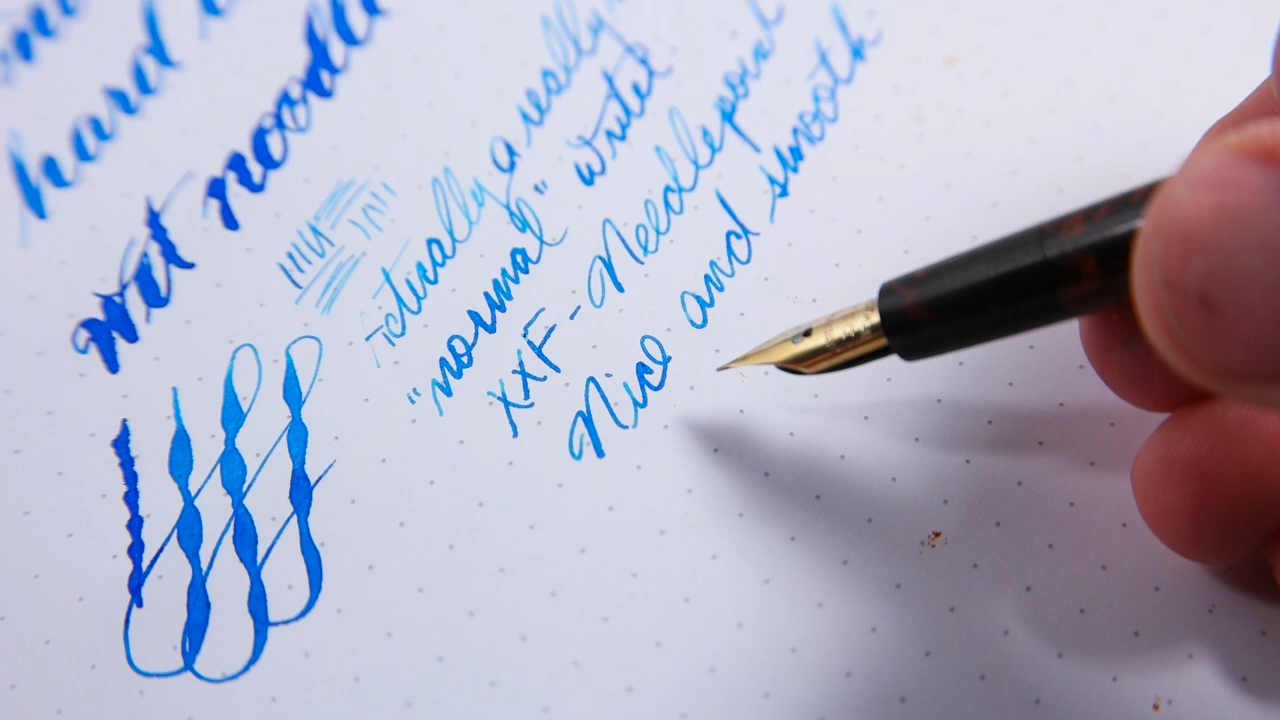 hard
wet noodle
Actually a really
"normal" writer
XXF - Needlepoint
Nice and smooth